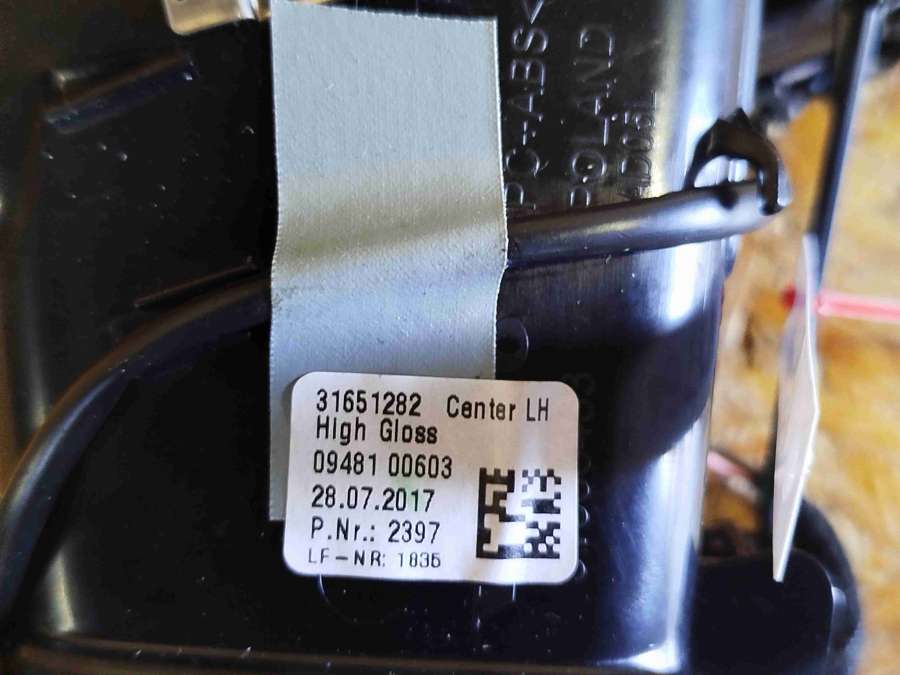 PC-ABS<
POLAND
31651282 Center LH
High Gloss
09481 00603
28.07.2017
P.Nr.: 2397
LF-NR: 1835